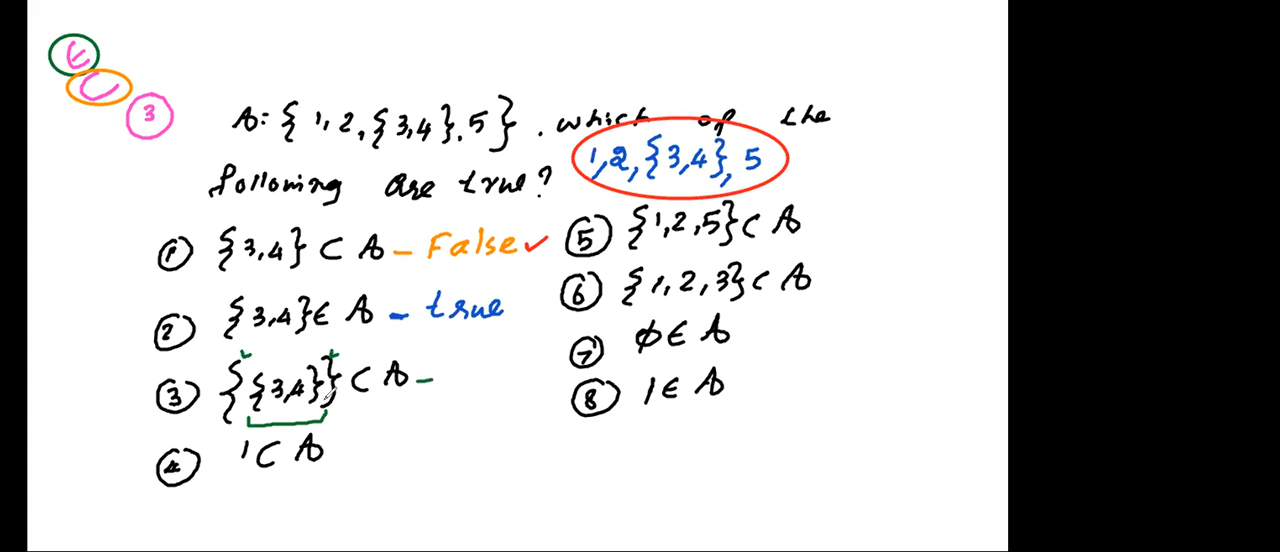 E
C
3
A: { 1, 2, {3,4}, 5 } . which of the
following are true? 1, 2, {3,4}, 5
① {3,4} ⊂ A – False ✓
② {3,4} ∈ A – true
③ {{3,4}} ⊂ A –
④ 1 ⊂ A
⑤ {1,2,5} ⊂ A
⑥ {1,2,3} ⊂ A
⑦ ϕ ∈ A
⑧ 1 ∈ A